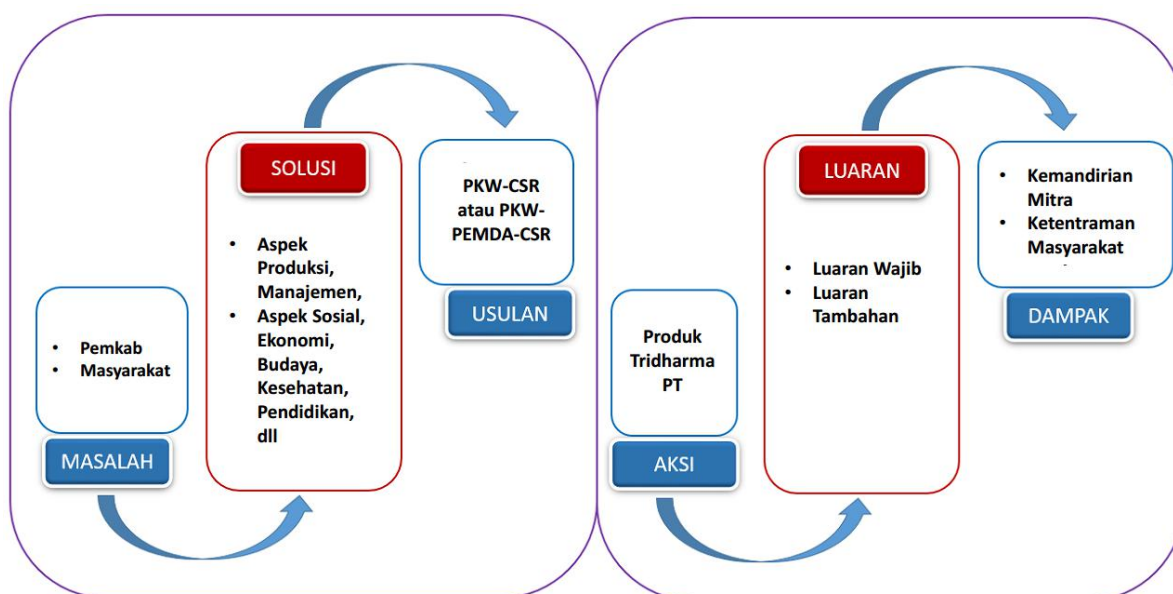 MASALAH
• Pemkab
• Masyarakat
SOLUSI
• Aspek
Produksi,
Manajemen,
• Aspek Sosial,
Ekonomi,
Budaya,
Kesehatan,
Pendidikan,
dll
PKW-CSR
atau PKW-
PEMDA-CSR
USULAN
Produk
Tridharma
PT
AKSI
LUARAN
• Luaran Wajib
• Luaran
Tambahan
• Kemandirian
Mitra
• Ketentraman
Masyarakat
DAMPAK